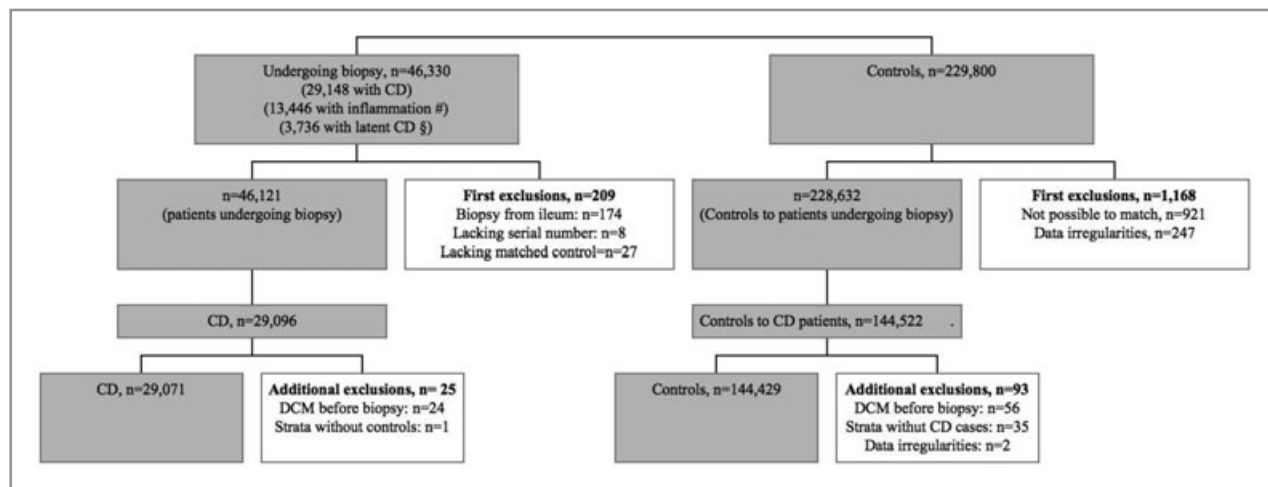 Undergoing biopsy, n=46,330
(29,148 with CD)
(13,446 with inflammation #)
(3,736 with latent CD §)
Controls, n=229,800
n=46,121
(patients undergoing biopsy)
First exclusions, n=209
Biopsy from ileum: n=174
Lacking serial number: n=8
Lacking matched control=n=27
n=228,632
(Controls to patients undergoing biopsy)
First exclusions, n=1,168
Not possible to match, n=921
Data irregularities, n=247
CD, n=29,096
Controls to CD patients, n=144,522 .
CD, n=29,071
Additional exclusions, n= 25
DCM before biopsy: n=24
Strata without controls: n=1
Controls, n=144,429
Additional exclusions, n=93
DCM before biopsy: n=56
Strata withut CD cases: n=35
Data irregularities: n=2